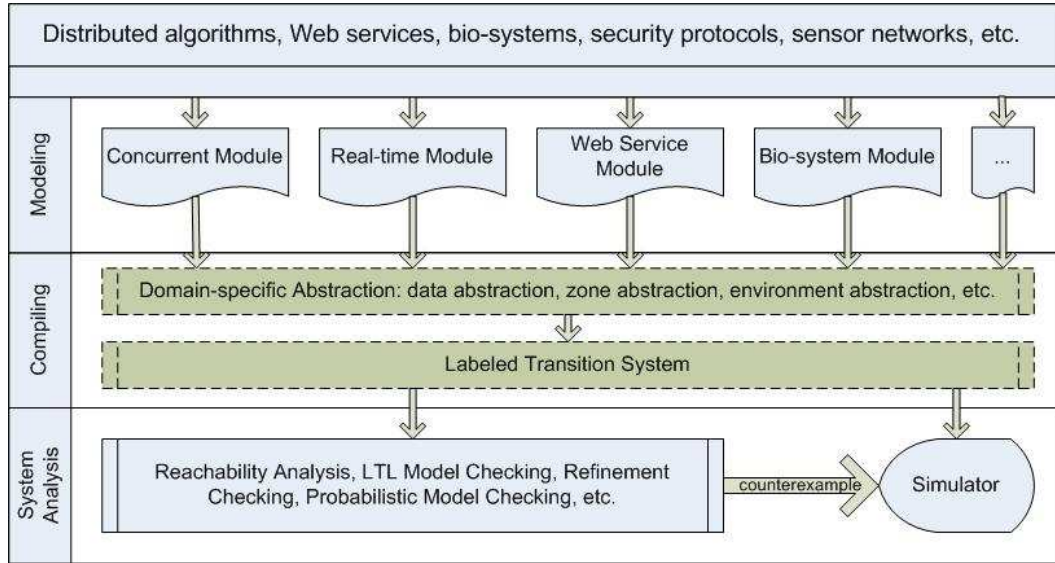 Distributed algorithms, Web services, bio-systems, security protocols, sensor networks, etc.
Modeling
Concurrent Module
Real-time Module
Web Service
Module
Bio-system Module
...
Compiling
Domain-specific Abstraction: data abstraction, zone abstraction, environment abstraction, etc.
Labeled Transition System
System
Analysis
Reachability Analysis, LTL Model Checking, Refinement
Checking, Probabilistic Model Checking, etc.
counterexample
Simulator